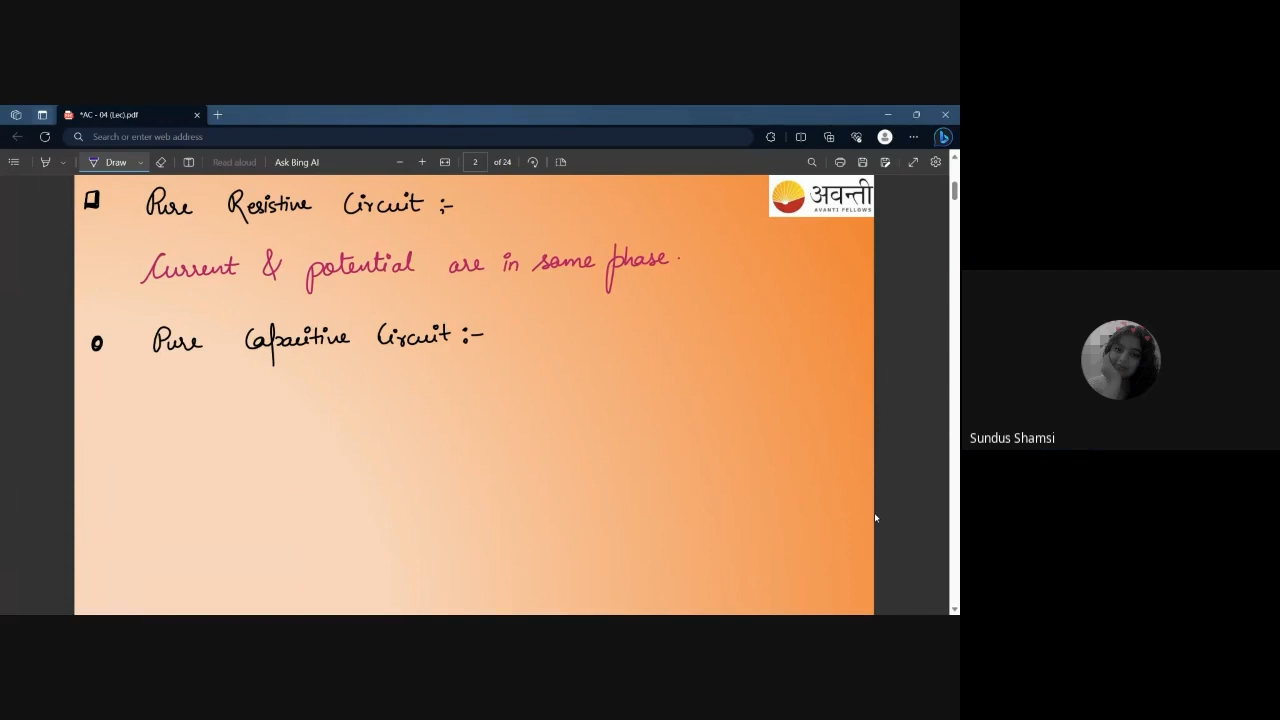 *AC - 04 (Lec).pdf
Search or enter web address
Draw
Read aloud
Ask Bing AI
2 of 24
Pure Resistive Circuit :-
अवन्ती
AVANTI FELLOWS
Current & potential are in same phase.
Pure Capacitive Circuit :-
Sundus Shamsi